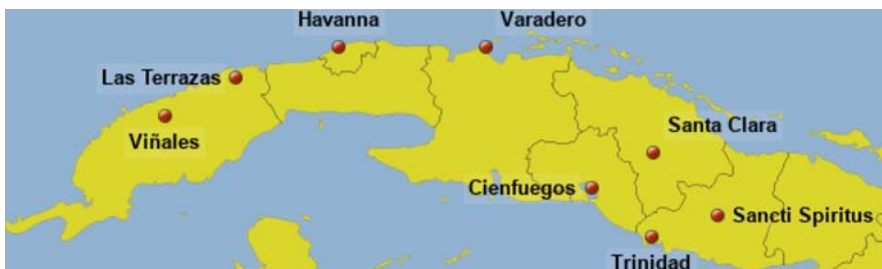 Havanna
Varadero
Las Terrazas
Viñales
Santa Clara
Cienfuegos
Sancti Spiritus
Trinidad